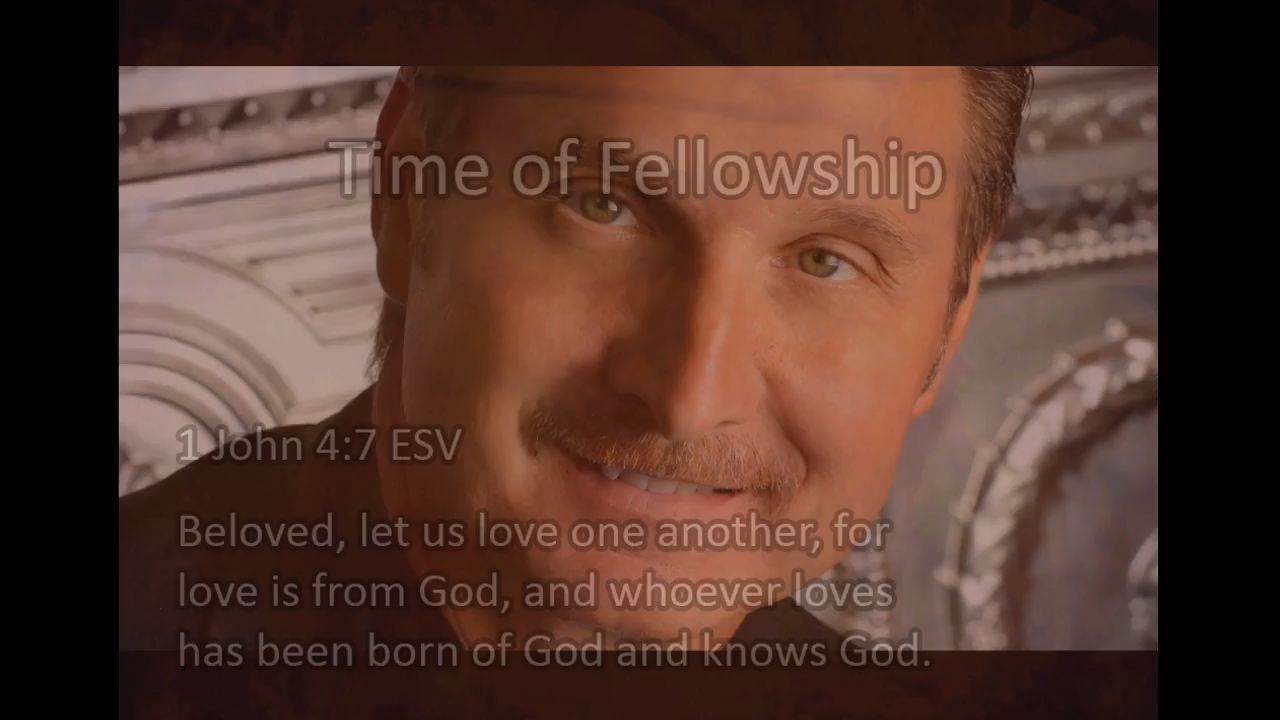 Time of Fellowship
1 John 4:7 ESV
Beloved, let us love one another, for
love is from God, and whoever loves
has been born of God and knows God.